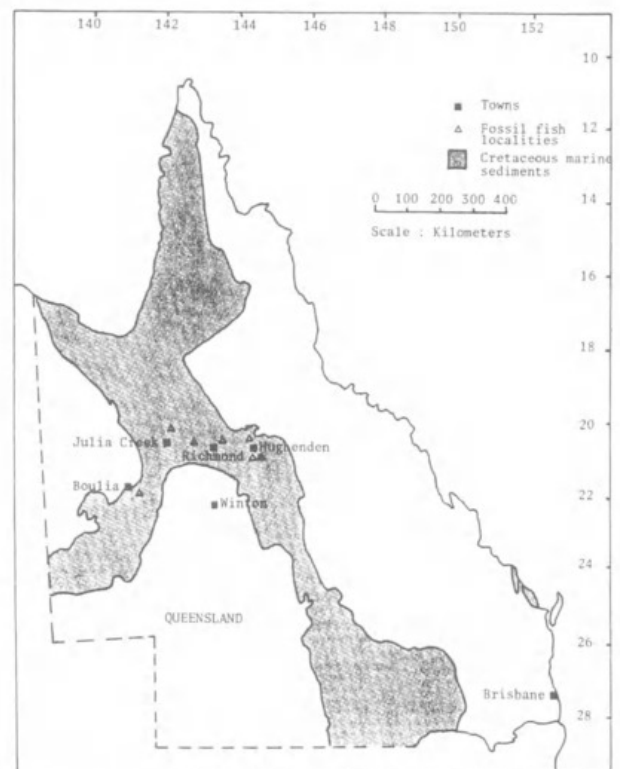 140 142 144 146 148 150 152
10
Towns
Fossil fish
localities
12
Cretaceous marine
sediments
14
0 100 200 300 400
Scale : Kilometers
16
18
20
Julia Creek
Hughenden
Richmond
Boulia
22
Winton
24
QUEENSLAND
26
Brisbane
28